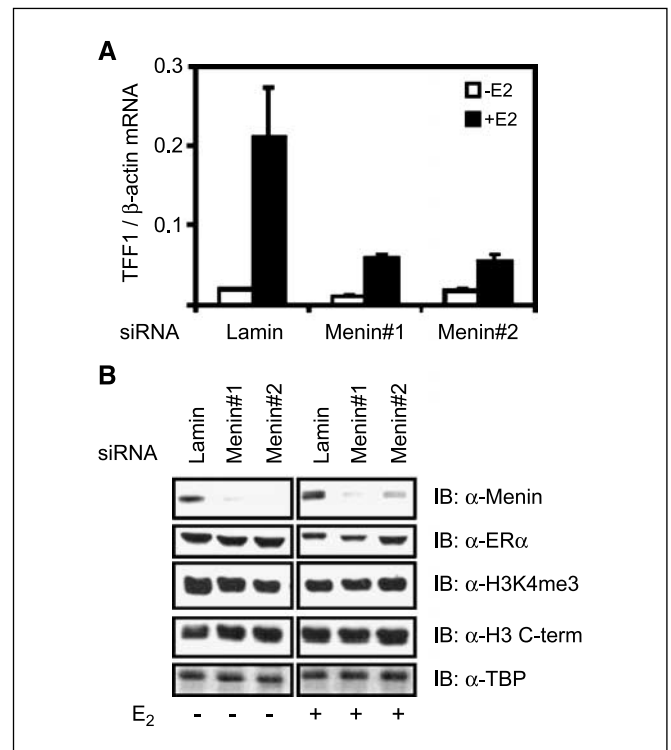 A
0.3
0.2
0.1
TFF1 / β-actin mRNA
-E2
+E2
siRNA Lamin Menin#1 Menin#2
B
siRNA Lamin Menin#1 Menin#2 Lamin Menin#1 Menin#2
IB: α-Menin
IB: α-ERα
IB: α-H3K4me3
IB: α-H3 C-term
IB: α-TBP
E₂ - - - + + +